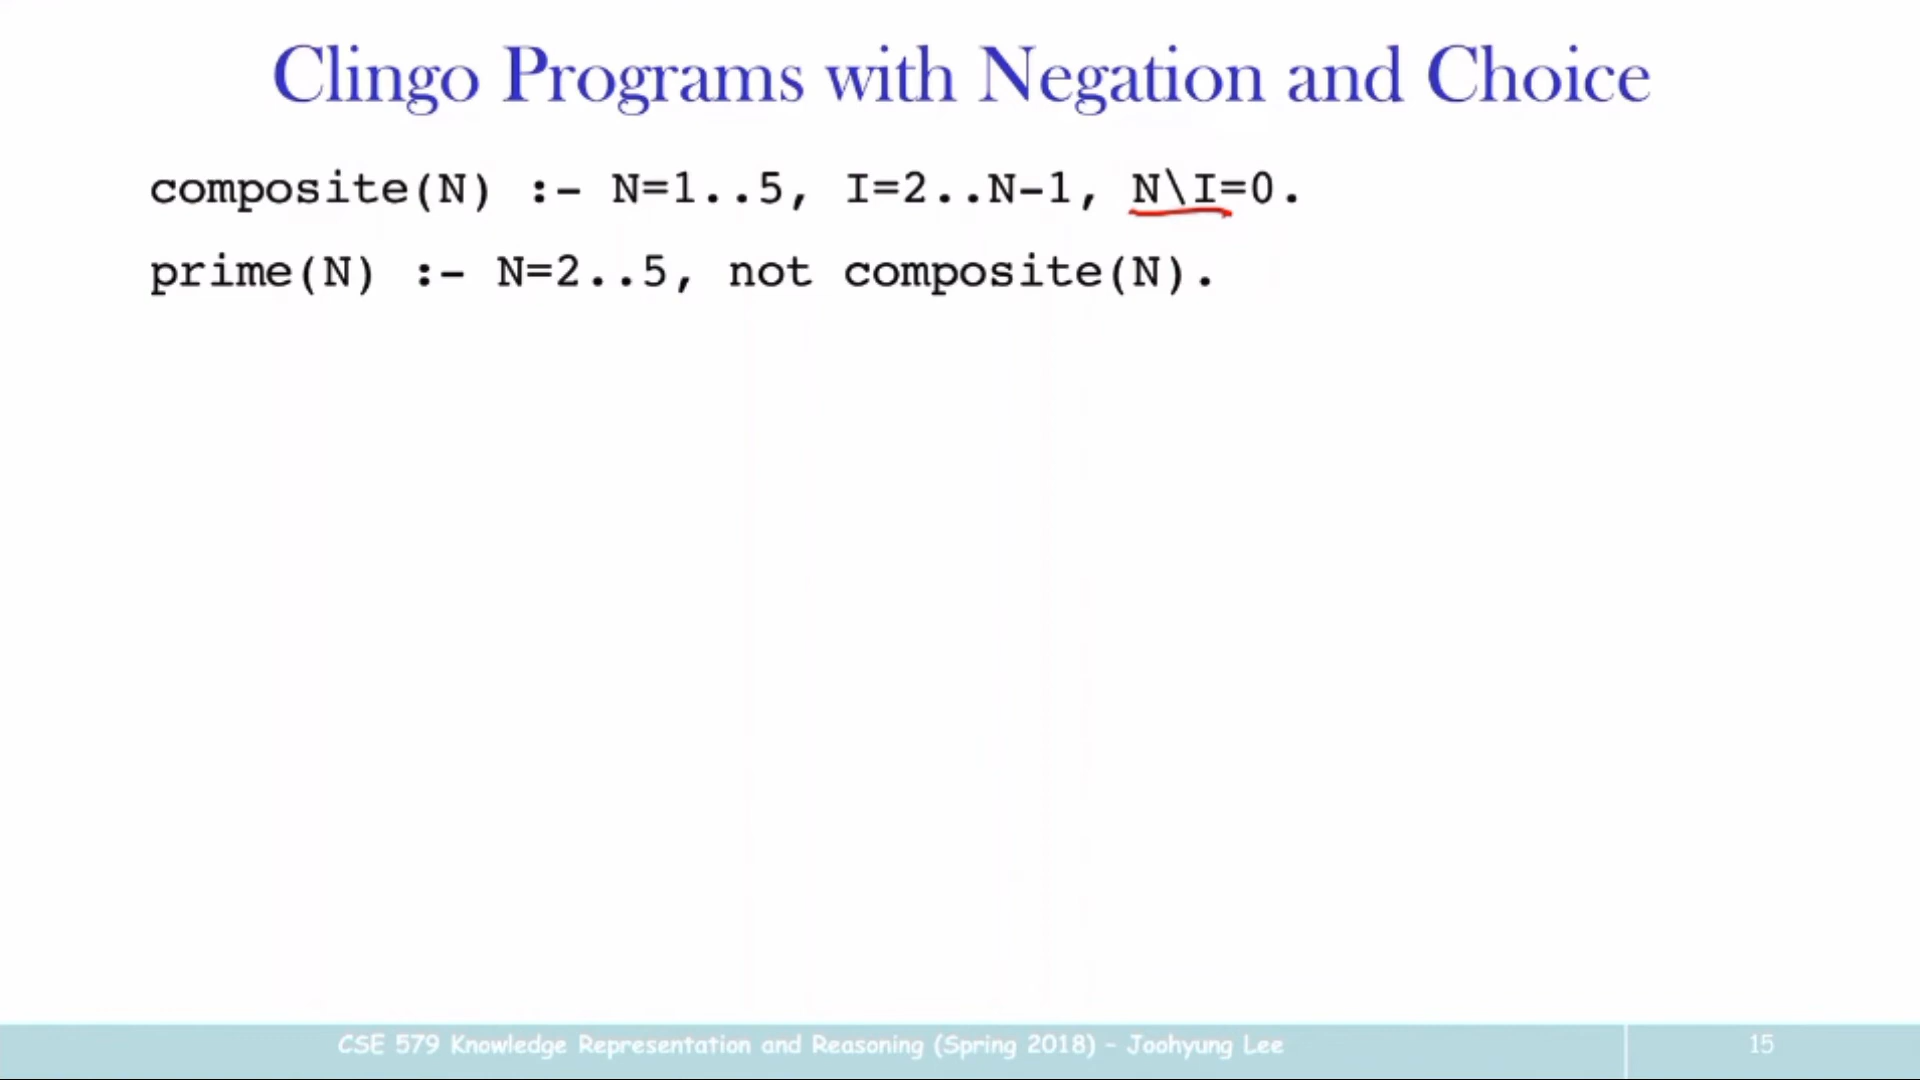 Clingo Programs with Negation and Choice
composite(N) :- N=1..5, I=2..N-1, N\I=0.
prime(N) :- N=2..5, not composite(N).
CSE 579 Knowledge Representation and Reasoning (Spring 2018) - Joohyung Lee
15